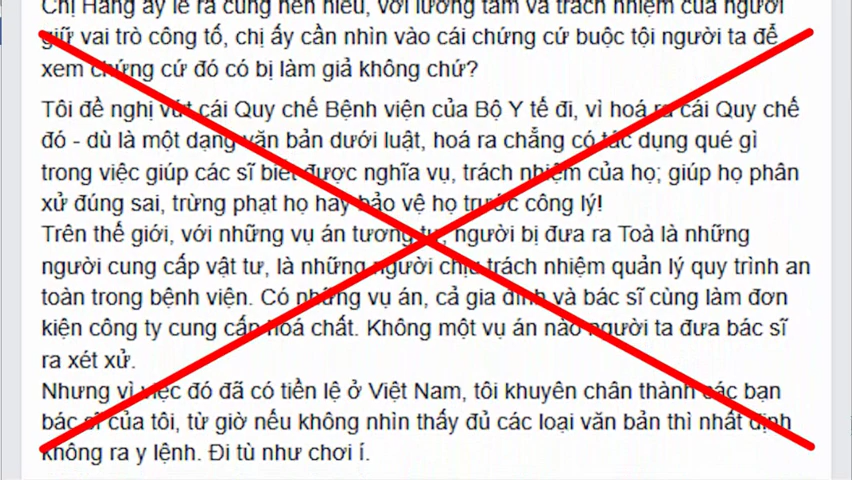 Chị Hằng ấy lẽ ra cũng nên hiểu, với lương tâm và trách nhiệm của người
giữ vai trò công tố, chị ấy cần nhìn vào cái chứng cứ buộc tội người ta để
xem chứng cứ đó có bị làm giả không chứ?
Tôi đề nghị vứt cái Quy chế Bệnh viện của Bộ Y tế đi, vì hoá ra cái Quy chế
đó - dù là một dạng văn bản dưới luật, hoá ra chẳng có tác dụng qué gì
trong việc giúp các sĩ biết được nghĩa vụ, trách nhiệm của họ; giúp họ phân
xử đúng sai, trừng phạt họ hay bảo vệ họ trước công lý!
Trên thế giới, với những vụ án tương tự, người bị đưa ra Toà là những
người cung cấp vật tư, là những người chịu trách nhiệm quản lý quy trình an
toàn trong bệnh viện. Có những vụ án, cả gia đình và bác sĩ cùng làm đơn
kiện công ty cung cấp hoá chất. Không một vụ án nào người ta đưa bác sĩ
ra xét xử.
Nhưng vì việc đó đã có tiền lệ ở Việt Nam, tôi khuyên chân thành các bạn
bác sĩ của tôi, từ giờ nếu không nhìn thấy đủ các loại văn bản thì nhất định
không ra y lệnh. Đi tù như chơi í.